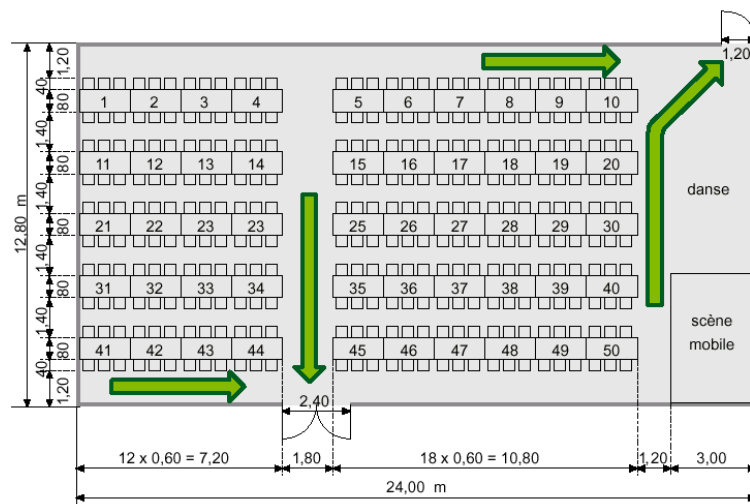 1,20
1,20
40
80
1 2 3 4 5 6 7 8 9 10
1,40
80
11 12 13 14 15 16 17 18 19 20
danse
1,40
12,80 m
80
21 22 23 23 25 26 27 28 29 30
1,40
80
31 32 33 34 35 36 37 38 39 40
scène
mobile
1,40
80
41 42 43 44 45 46 47 48 49 50
40
1,20
2,40
12 x 0,60 = 7,20 1,80 18 x 0,60 = 10,80 1,20 3,00
24,00 m